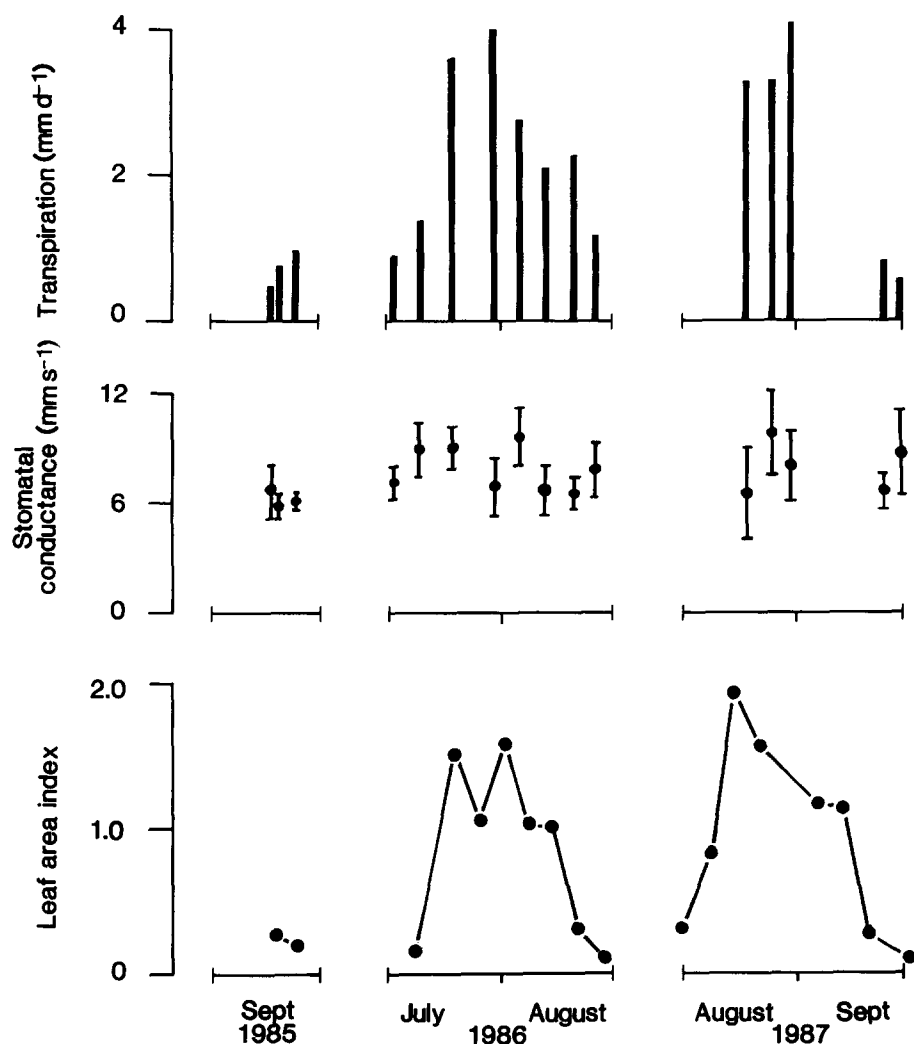 Transpiration (mm d⁻¹)
4
2
0
Stomatal
conductance (mm s⁻¹)
12
6
0
Leaf area index
2.0
1.0
0
Sept
1985
July
August
1986
August
Sept
1987